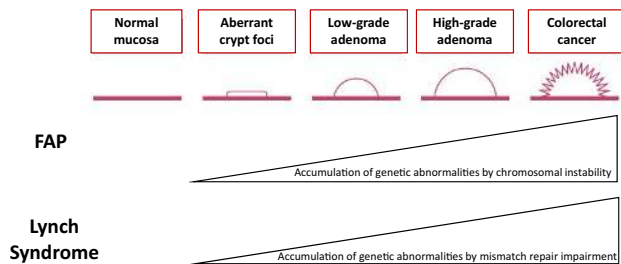 Normal
mucosa
Aberrant
crypt foci
Low-grade
adenoma
High-grade
adenoma
Colorectal
cancer
FAP
Accumulation of genetic abnormalities by chromosomal instability
Lynch
Syndrome
Accumulation of genetic abnormalities by mismatch repair impairment